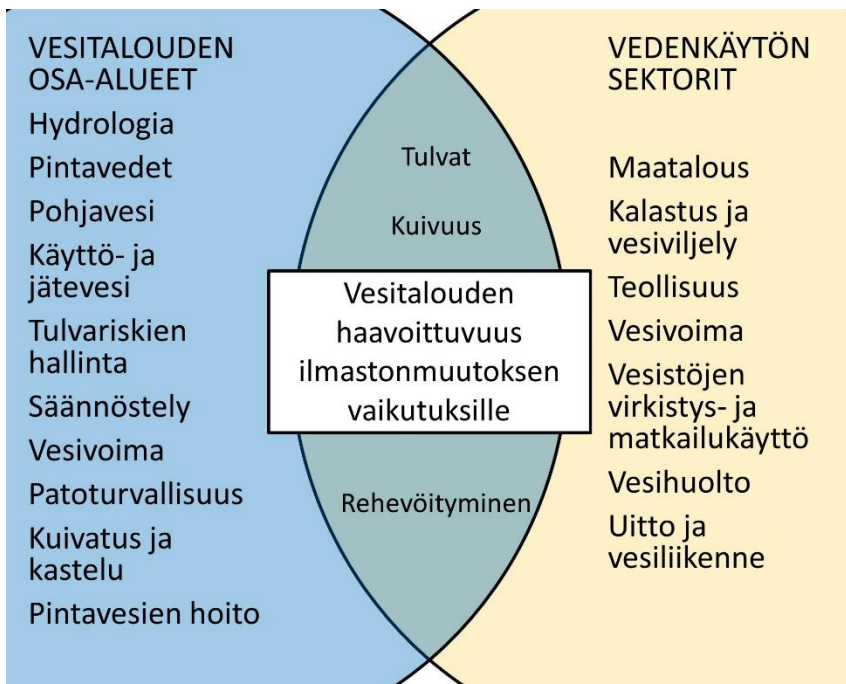 VESITALOUDEN
OSA-ALUEET
Hydrologia
Pintavedet
Pohjavesi
Käyttö- ja
jätevesi
Tulvariskien
hallinta
Säännöstely
Vesivoima
Patoturvallisuus
Kuivatus ja
kastelu
Pintavesien hoito
Tulvat
Kuivuus
Vesitalouden
haavoittuvuus
ilmastonmuutoksen
vaikutuksille
Rehevöityminen
VEDENKÄYTÖN
SEKTORIT
Maatalous
Kalastus ja
vesiviljely
Teollisuus
Vesivoima
Vesistöjen
virkistys- ja
matkailukäyttö
Vesihuolto
Uitto ja
vesiliikenne